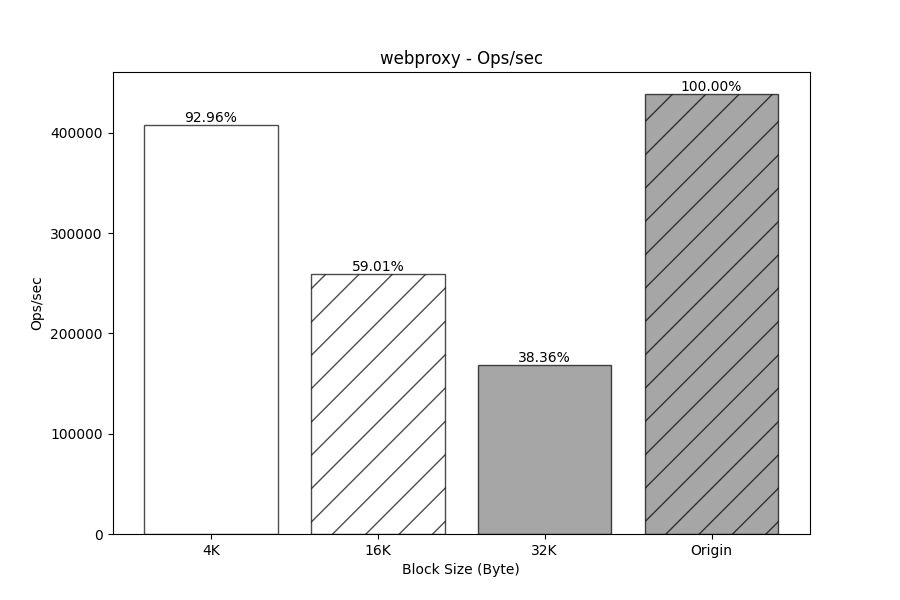 webproxy - Ops/sec
100.00%
92.96%
400000
300000
59.01%
Ops/sec
200000
38.36%
100000
0
4K
16K
32K
Origin
Block Size (Byte)